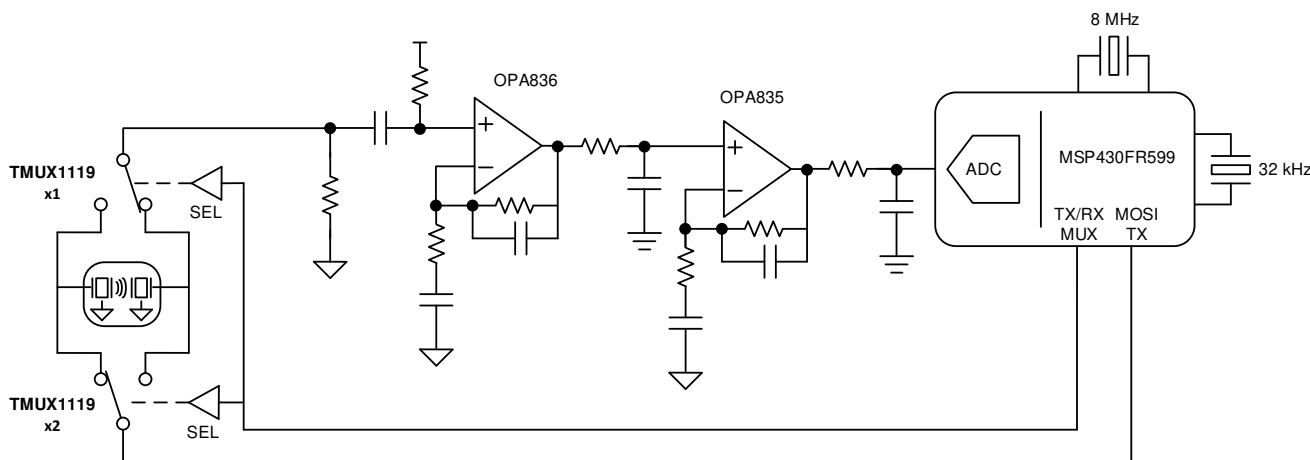 8 MHz
OPA836
OPA835
+
−
+
−
ADC
MSP430FR599
32 kHz
TX/RX MOSI
MUX TX
TMUX1119
x1
SEL
TMUX1119
x2
SEL